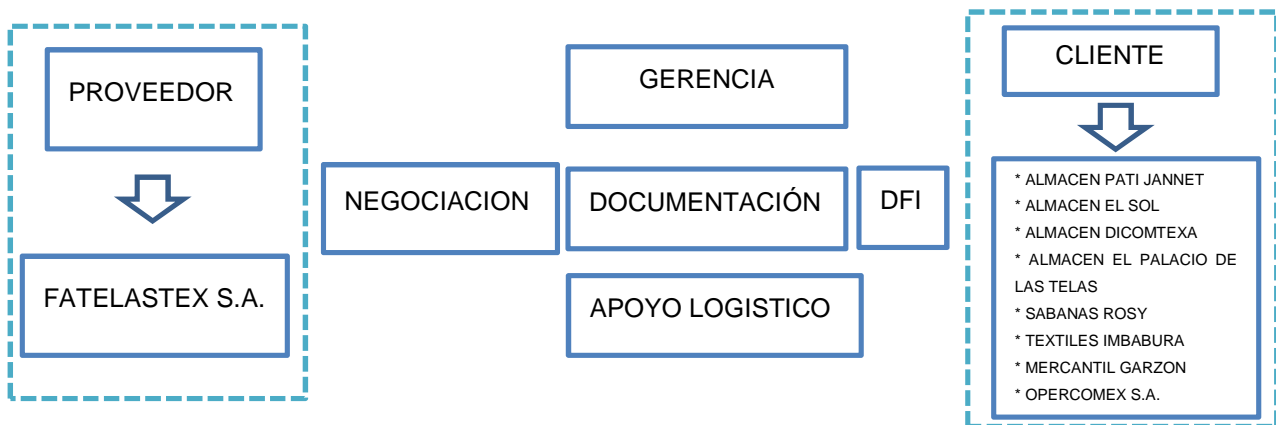 PROVEEDOR
FATELASTEX S.A.
NEGOCIACION
GERENCIA
DOCUMENTACIÓN
APOYO LOGISTICO
DFI
CLIENTE
* ALMACEN PATI JANNET
* ALMACEN EL SOL
* ALMACEN DICOMTEXA
* ALMACEN EL PALACIO DE
LAS TELAS
* SABANAS ROSY
* TEXTILES IMBABURA
* MERCANTIL GARZON
* OPERCOMEX S.A.